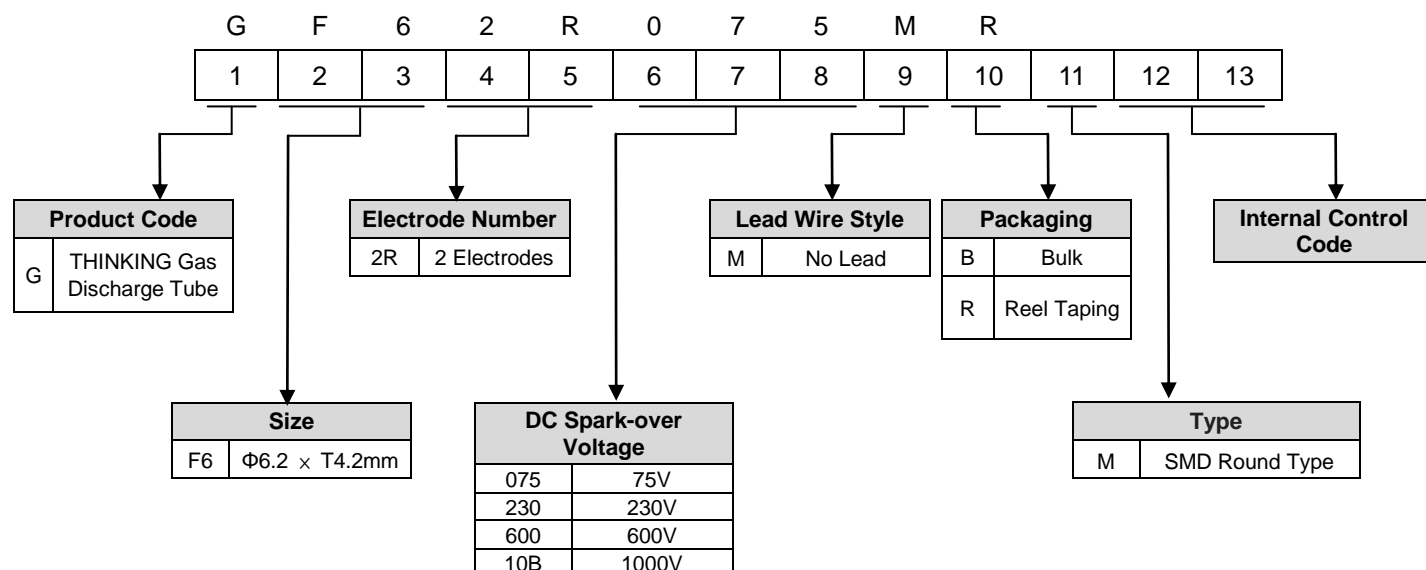 G F 6 2 R 0 7 5 M R
1 2 3 4 5 6 7 8 9 10 11 12 13
Product Code
G THINKING Gas
Discharge Tube
Electrode Number
2R 2 Electrodes
Lead Wire Style
M No Lead
Packaging
B Bulk
R Reel Taping
Internal Control
Code
Size
F6 Φ6.2 × T4.2mm
DC Spark-over
Voltage
075 75V
230 230V
600 600V
10B 1000V
Type
M SMD Round Type